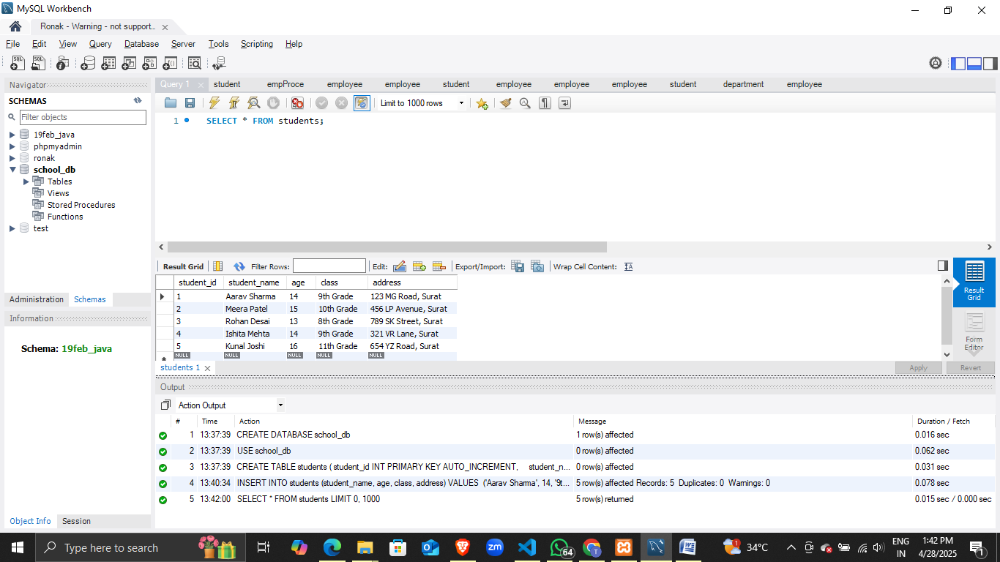 MySQL Workbench
Ronak - Warning - not support...
File Edit View Query Database Server Tools Scripting Help
Navigator
SCHEMAS
Filter objects
19feb_java
phpmyadmin
ronak
school_db
Tables
Views
Stored Procedures
Functions
test
Administration Schemas
Information
Schema: 19feb_java
Object Info Session
Query 1 student empProce employee employee student employee employee employee student department employee
Limit to 1000 rows
1 SELECT * FROM students;
Result Grid Filter Rows: Edit: Export/Import: Wrap Cell Content:
student_id student_name age class address
1 Aarav Sharma 14 9th Grade 123 MG Road, Surat
2 Meera Patel 15 10th Grade 456 LP Avenue, Surat
3 Rohan Desai 13 8th Grade 789 SK Street, Surat
4 Ishita Mehta 14 9th Grade 321 VR Lane, Surat
5 Kunal Joshi 16 11th Grade 654 YZ Road, Surat
NULL NULL NULL NULL NULL
Result
Grid
Form
Editor
students 1 Apply Revert
Output
Action Output
# Time Action Message Duration / Fetch
1 13:37:39 CREATE DATABASE school_db 1 row(s) affected 0.016 sec
2 13:37:39 USE school_db 0 row(s) affected 0.062 sec
3 13:37:39 CREATE TABLE students ( student_id INT PRIMARY KEY AUTO_INCREMENT, student_n... 0 row(s) affected 0.031 sec
4 13:40:34 INSERT INTO students (student_name, age, class, address) VALUES ('Aarav Sharma', 14, '9t... 5 row(s) affected Records: 5 Duplicates: 0 Warnings: 0 0.078 sec
5 13:42:00 SELECT * FROM students LIMIT 0, 1000 5 row(s) returned 0.015 sec / 0.000 sec
Type here to search
zm
64
T
1
34°C
ENG
IN
1:42 PM
4/28/2025
1